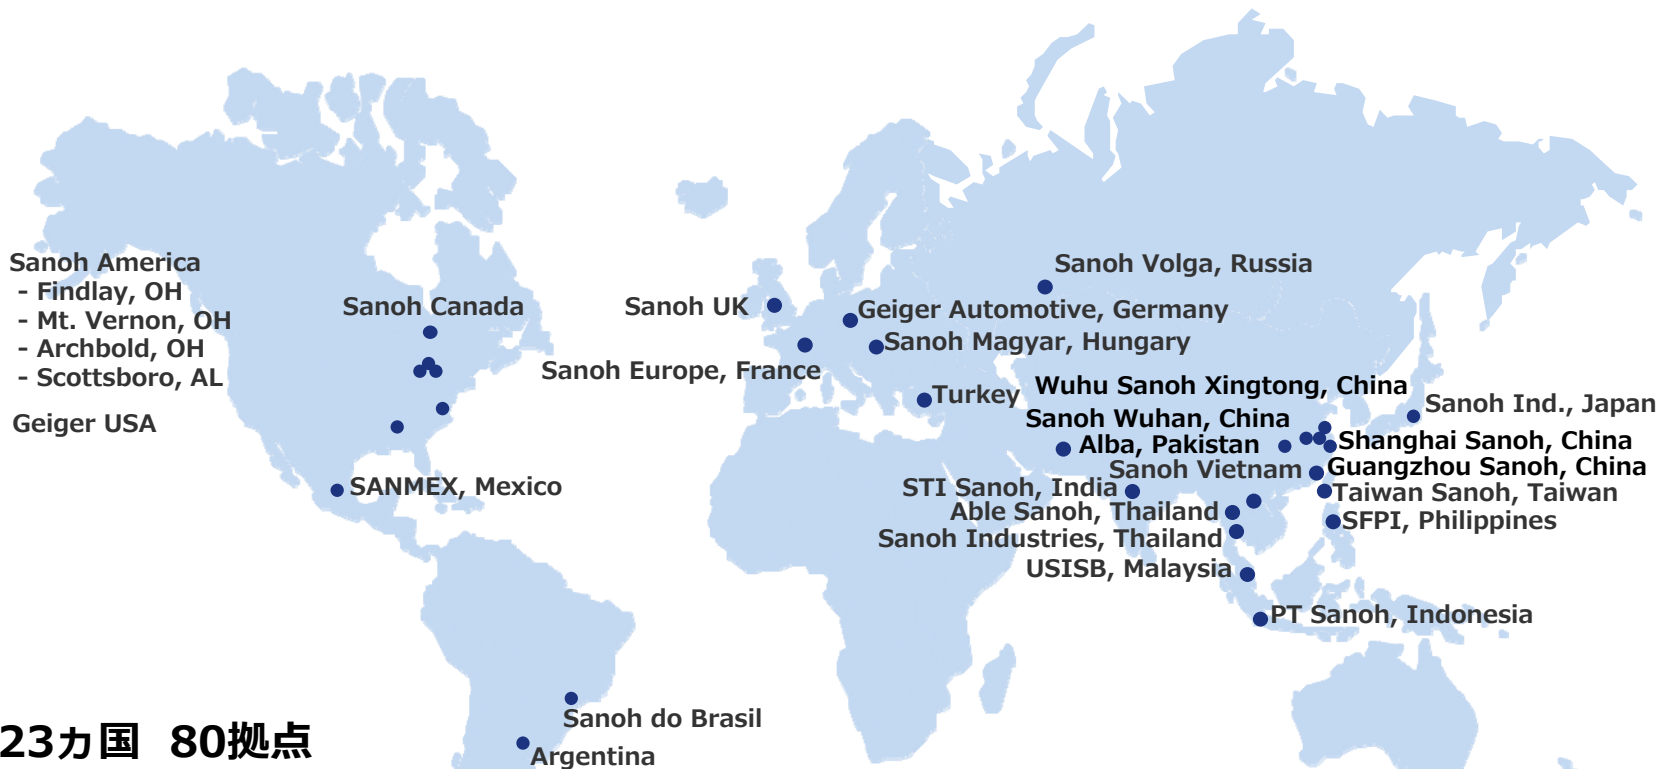 Sanoh America
- Findlay, OH
- Mt. Vernon, OH
- Archbold, OH
- Scottsboro, AL
Geiger USA
Sanoh Canada
SANMEX, Mexico
Sanoh do Brasil
Argentina
Sanoh UK
Sanoh Europe, France
Sanoh Volga, Russia
Geiger Automotive, Germany
Sanoh Magyar, Hungary
Turkey
Wuhu Sanoh Xingtong, China
Sanoh Wuhan, China
Alba, Pakistan
Sanoh Vietnam
STI Sanoh, India
Able Sanoh, Thailand
Sanoh Industries, Thailand
USISB, Malaysia
PT Sanoh, Indonesia
Sanoh Ind., Japan
Shanghai Sanoh, China
Guangzhou Sanoh, China
Taiwan Sanoh, Taiwan
SFPI, Philippines
23ヵ国 80拠点